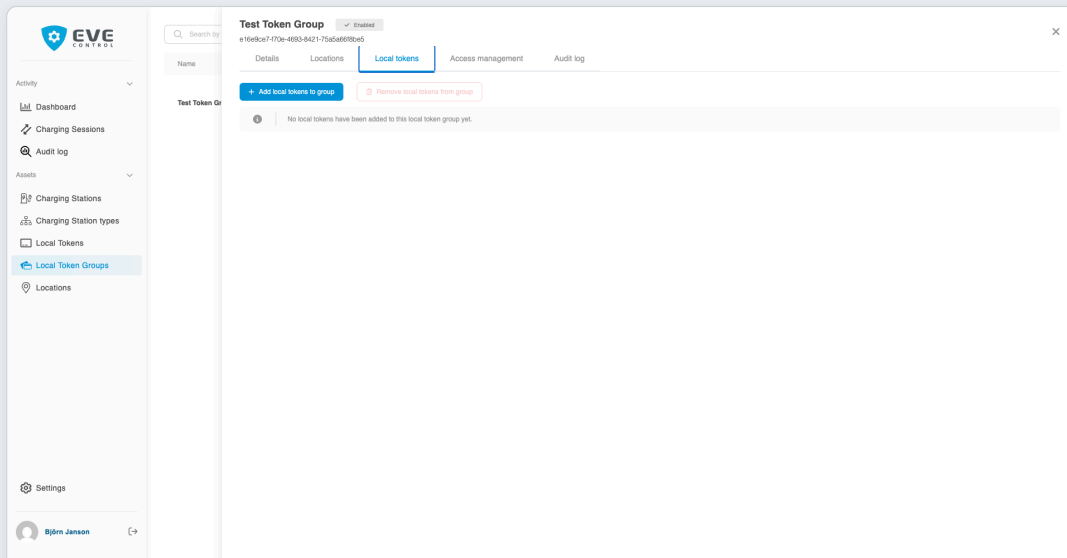 EVE
CONTROL
Activity
Dashboard
Charging Sessions
Audit log
Assets
Charging Stations
Charging Station types
Local Tokens
Local Token Groups
Locations
Settings
Björn Janson
Search by
Name
Test Token Gr
Test Token Group
Enabled
e16e9ce7-f70e-4693-8421-75a5a66f8be5
Details Locations Local tokens Access management Audit log
+ Add local tokens to group
Remove local tokens from group
No local tokens have been added to this local token group yet.